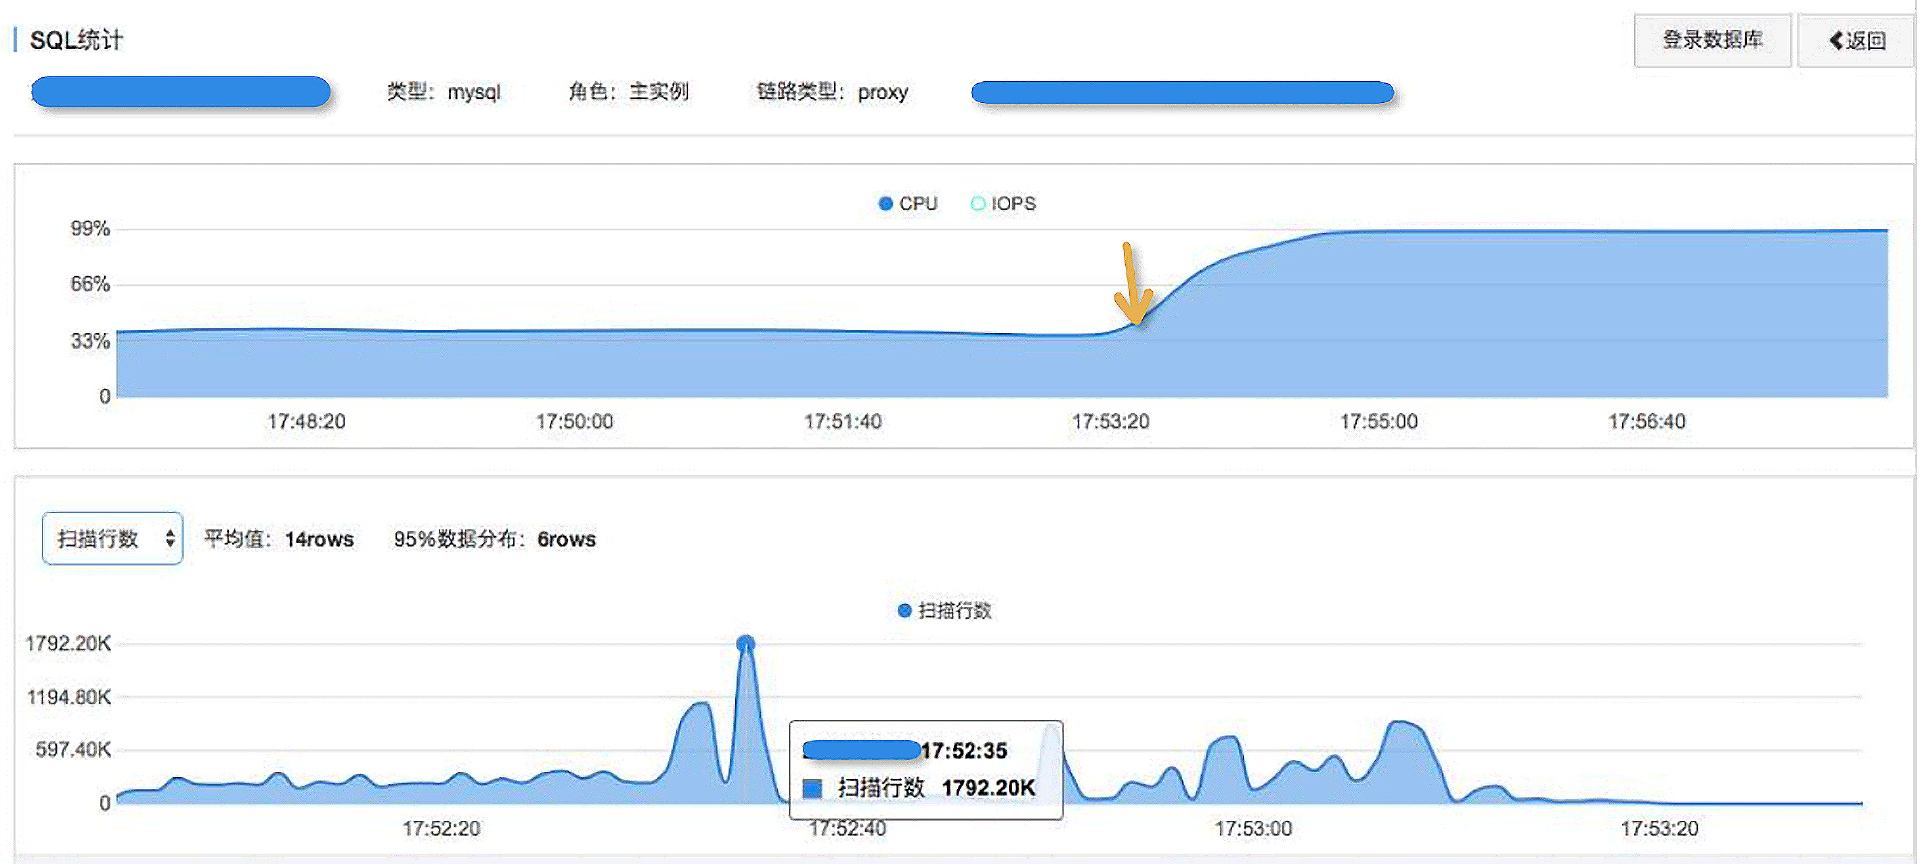 SQL统计
登录数据库
返回
类型：mysql 角色：主实例 链路类型：proxy
CPU IOPS
99%
66%
33%
0
17:48:20 17:50:00 17:51:40 17:53:20 17:55:00 17:56:40
扫描行数 平均值：14rows 95%数据分布：6rows
扫描行数
1792.20K
1194.80K
597.40K
0
17:52:35
扫描行数 1792.20K
17:52:20 17:52:40 17:53:00 17:53:20